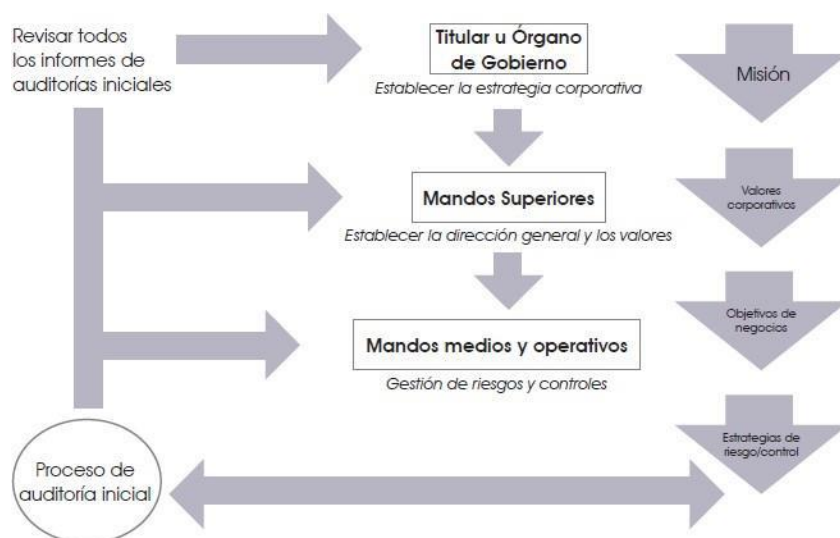 Revisar todos
los informes de
auditorías iniciales
Titular u Órgano
de Gobierno
Establecer la estrategia corporativa
Misión
Mandos Superiores
Establecer la dirección general y los valores
Valores
corporativos
Mandos medios y operativos
Gestión de riesgos y controles
Objetivos de
negocios
Proceso de
auditoría inicial
Estrategias de
riesgo/control